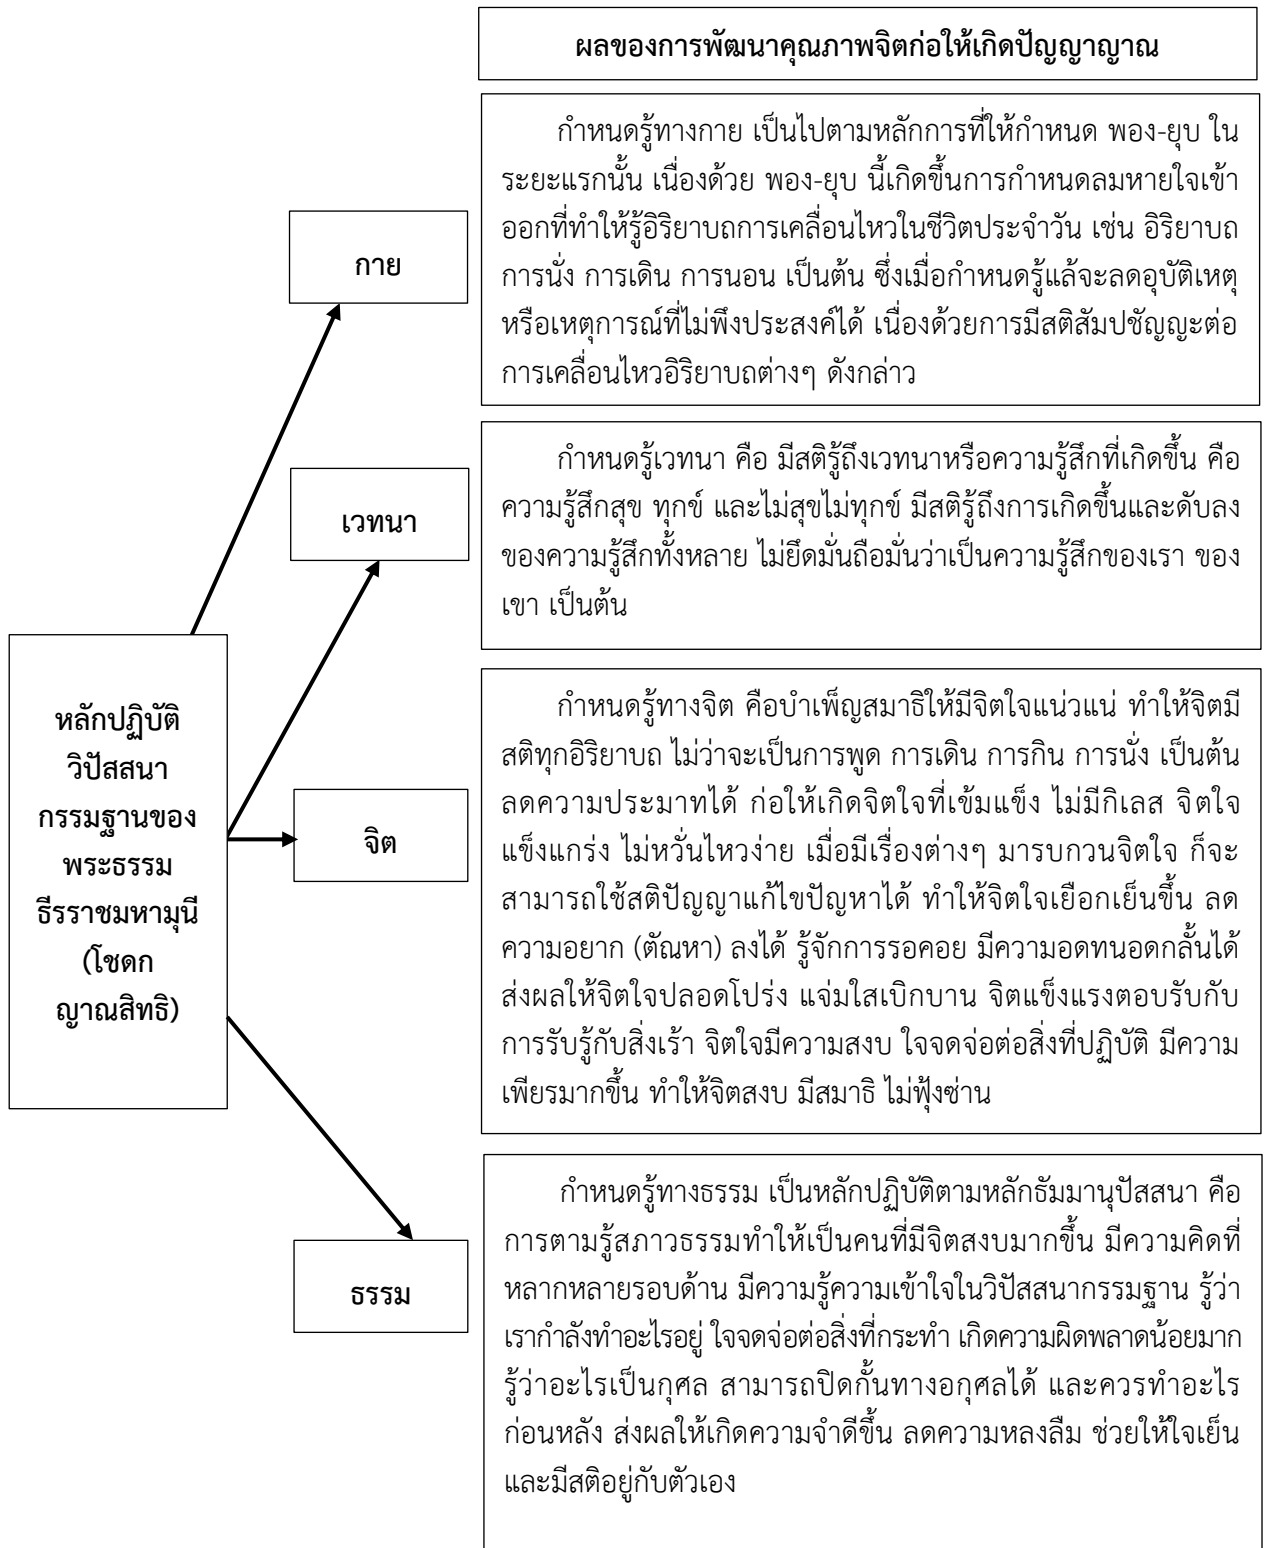 ผลของการพัฒนาคุณภาพจิตก่อให้เกิดปัญญาญาณ
กำหนดรู้ทางกาย เป็นไปตามหลักการที่ให้กำหนด พอง-ยุบ ใน
ระยะแรกนั้น เนื่องด้วย พอง-ยุบ นี้เกิดขึ้นการกำหนดลมหายใจเข้า
ออกที่ทำให้รู้อิริยาบถการเคลื่อนไหวในชีวิตประจำวัน เช่น อิริยาบถ
การนั่ง การเดิน การนอน เป็นต้น ซึ่งเมื่อกำหนดรู้แล้จะลดอุบัติเหตุ
หรือเหตุการณ์ที่ไม่พึงประสงค์ได้ เนื่องด้วยการมีสติสัมปชัญญะต่อ
การเคลื่อนไหวอิริยาบถต่างๆ ดังกล่าว
กาย
กำหนดรู้เวทนา คือ มีสติรู้ถึงเวทนาหรือความรู้สึกที่เกิดขึ้น คือ
ความรู้สึกสุข ทุกข์ และไม่สุขไม่ทุกข์ มีสติรู้ถึงการเกิดขึ้นและดับลง
ของความรู้สึกทั้งหลาย ไม่ยึดมั่นถือมั่นว่าเป็นความรู้สึกของเรา ของ
เขา เป็นต้น
เวทนา
หลักปฏิบัติ
วิปัสสนา
กรรมฐานของ
พระธรรม
ธีรราชมหามุนี
(โชดก
ญาณสิทธิ)
กำหนดรู้ทางจิต คือบำเพ็ญสมาธิให้มีจิตใจแน่วแน่ ทำให้จิตมี
สติทุกอิริยาบถ ไม่ว่าจะเป็นการพูด การเดิน การกิน การนั่ง เป็นต้น
ลดความประมาทได้ ก่อให้เกิดจิตใจที่เข้มแข็ง ไม่มีกิเลส จิตใจ
แข็งแกร่ง ไม่หวั่นไหวง่าย เมื่อมีเรื่องต่างๆ มารบกวนจิตใจ ก็จะ
สามารถใช้สติปัญญาแก้ไขปัญหาได้ ทำให้จิตใจเยือกเย็นขึ้น ลด
ความอยาก (ตัณหา) ลงได้ รู้จักการรอคอย มีความอดทนอดกลั้นได้
ส่งผลให้จิตใจปลอดโปร่ง แจ่มใสเบิกบาน จิตแข็งแรงตอบรับกับ
การรับรู้กับสิ่งเร้า จิตใจมีความสงบ ใจจดจ่อต่อสิ่งที่ปฏิบัติ มีความ
เพียรมากขึ้น ทำให้จิตสงบ มีสมาธิ ไม่ฟุ้งซ่าน
จิต
กำหนดรู้ทางธรรม เป็นหลักปฏิบัติตามหลักธัมมานุปัสสนา คือ
การตามรู้สภาวธรรมทำให้เป็นคนที่มีจิตสงบมากขึ้น มีความคิดที่
หลากหลายรอบด้าน มีความรู้ความเข้าใจในวิปัสสนากรรมฐาน รู้ว่า
เรากำลังทำอะไรอยู่ ใจจดจ่อต่อสิ่งที่กระทำ เกิดความผิดพลาดน้อยมาก
รู้ว่าอะไรเป็นกุศล สามารถปิดกั้นทางอกุศลได้ และควรทำอะไร
ก่อนหลัง ส่งผลให้เกิดความจำดีขึ้น ลดความหลงลืม ช่วยให้ใจเย็น
และมีสติอยู่กับตัวเอง
ธรรม